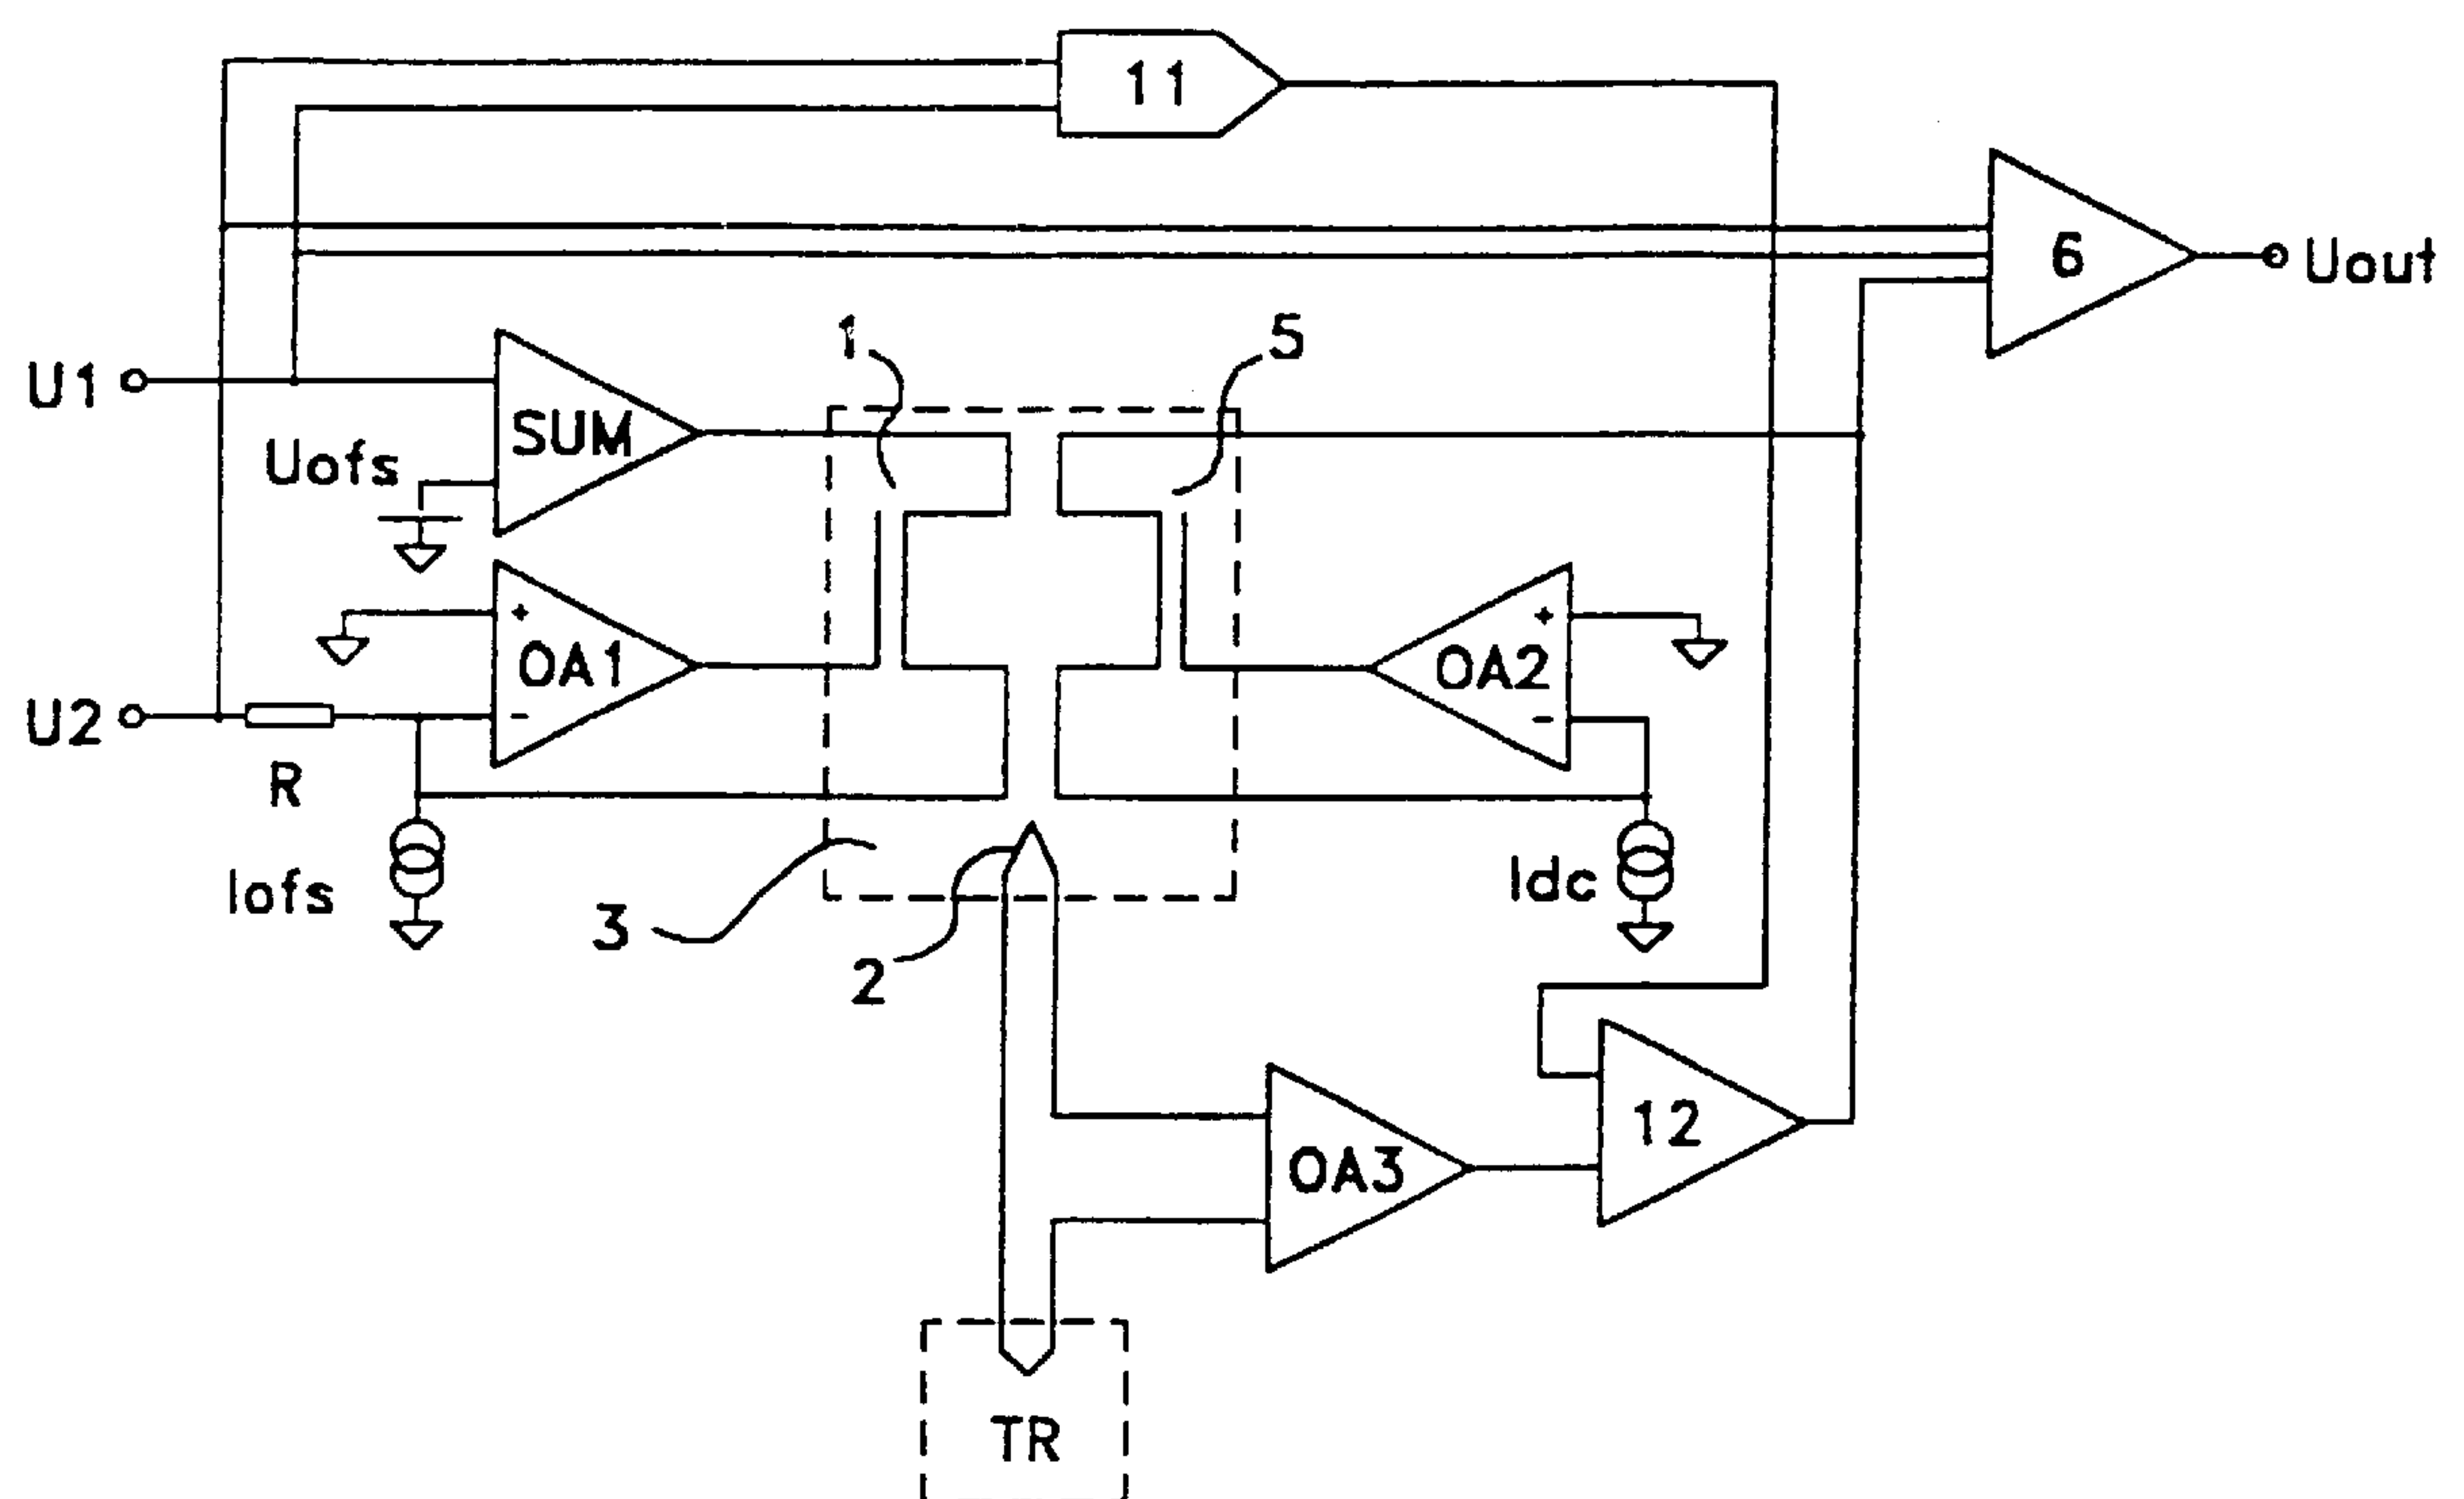 11
6
Uout
1
5
U1
SUM
Uofs
+
OA1
-
+
OA2
-
U2
R
Iofs
3
2
Idc
12
OA3
TR